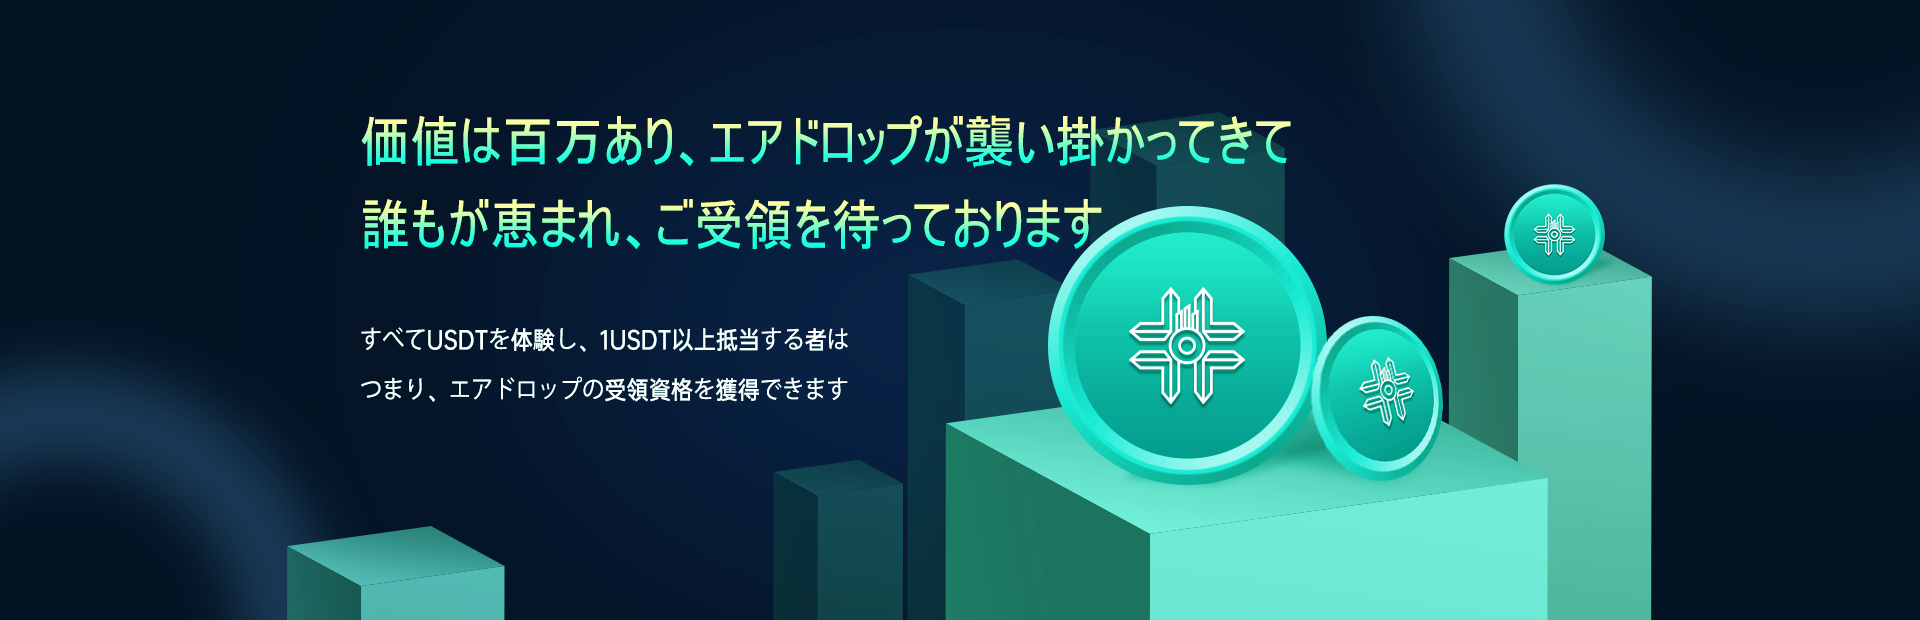 価値は百万あり、エアドロップが襲い掛かってきて
誰もが恵まれ、ご受領を待っております
すべてUSDTを体験し、1USDT以上抵当する者は
つまり、エアドロップの受領資格を獲得できます